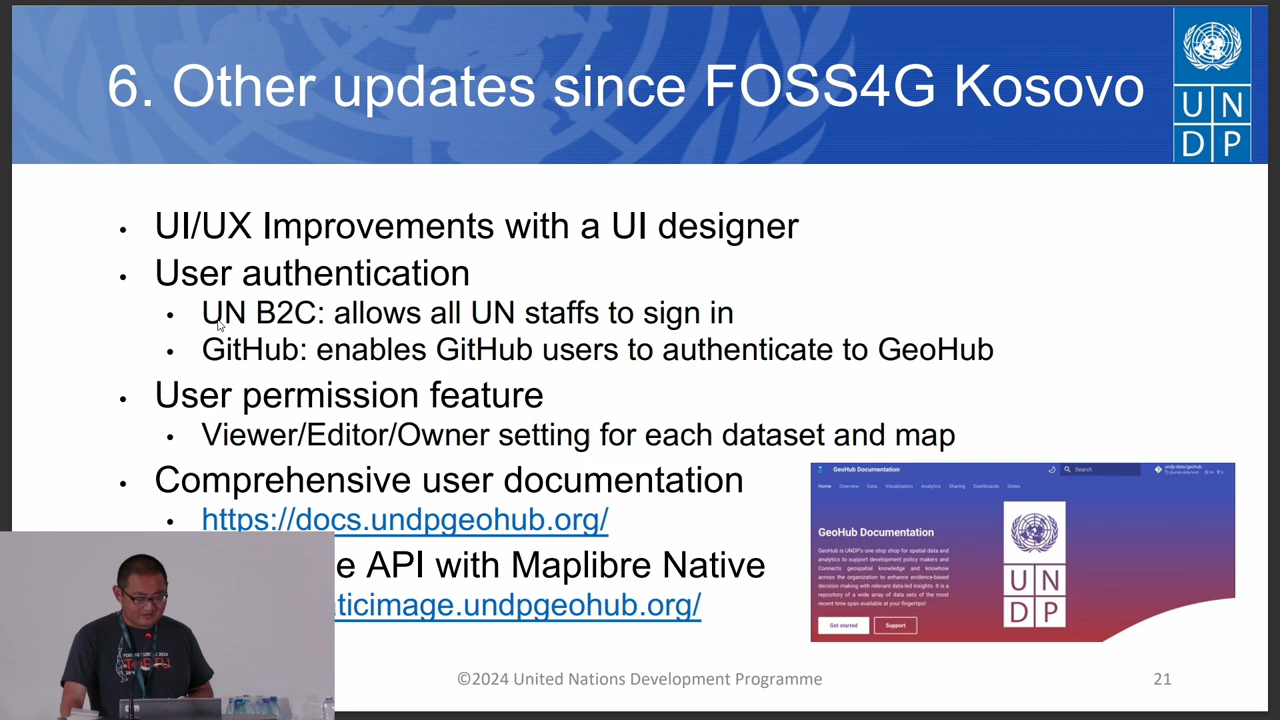 6. Other updates since FOSS4G Kosovo
U N
D P
• UI/UX Improvements with a UI designer
• User authentication
• UN B2C: allows all UN staffs to sign in
• GitHub: enables GitHub users to authenticate to GeoHub
• User permission feature
• Viewer/Editor/Owner setting for each dataset and map
• Comprehensive user documentation
• https://docs.undpgeohub.org/
e API with Maplibre Native
ticimage.undpgeohub.org/
GeoHub Documentation
Search
undp-data/geohub
Home Overview Data Visualization Analytics Sharing Dashboards Slides
GeoHub Documentation
GeoHub is UNDP's one stop shop for spatial data and
analytics to support development policy makers and
Connects geospatial knowledge and knowhow
across the organization to enhance evidence-based
decision making with relevant data-led insights. It is a
repository of a wide array of data sets of the most
recent time span available at your fingertips!
Get started
Support
U N
D P
©2024 United Nations Development Programme
21